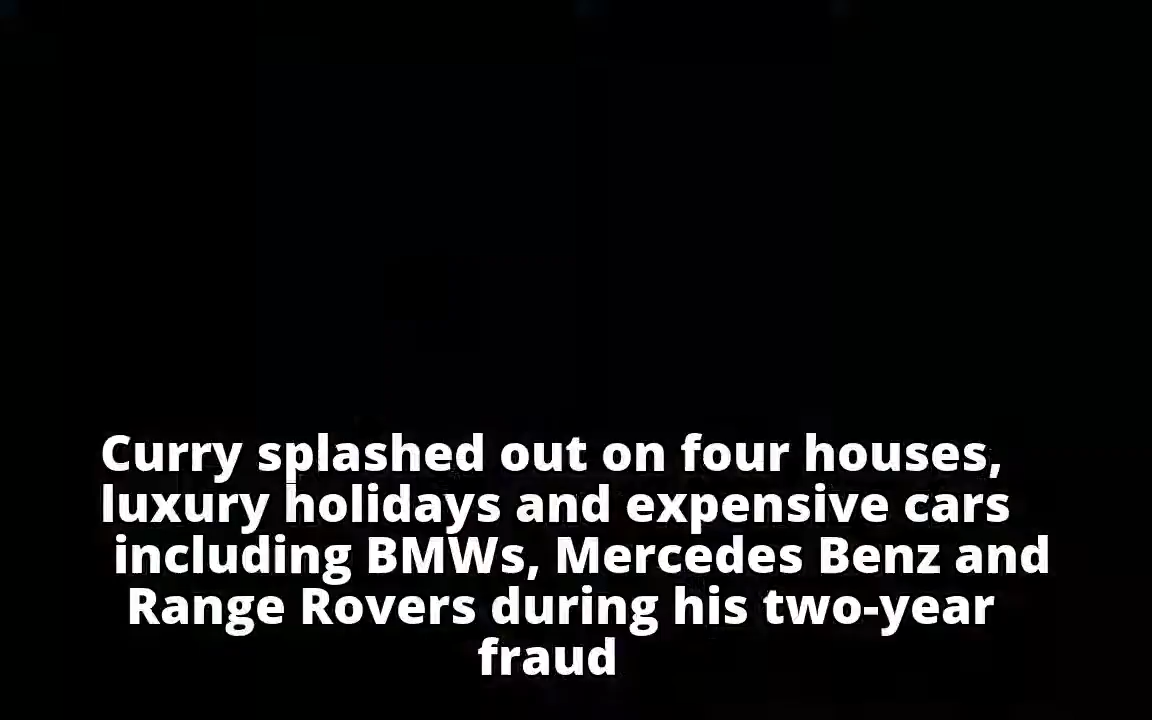 Curry splashed out on four houses,
luxury holidays and expensive cars
including BMWs, Mercedes Benz and
Range Rovers during his two-year
fraud